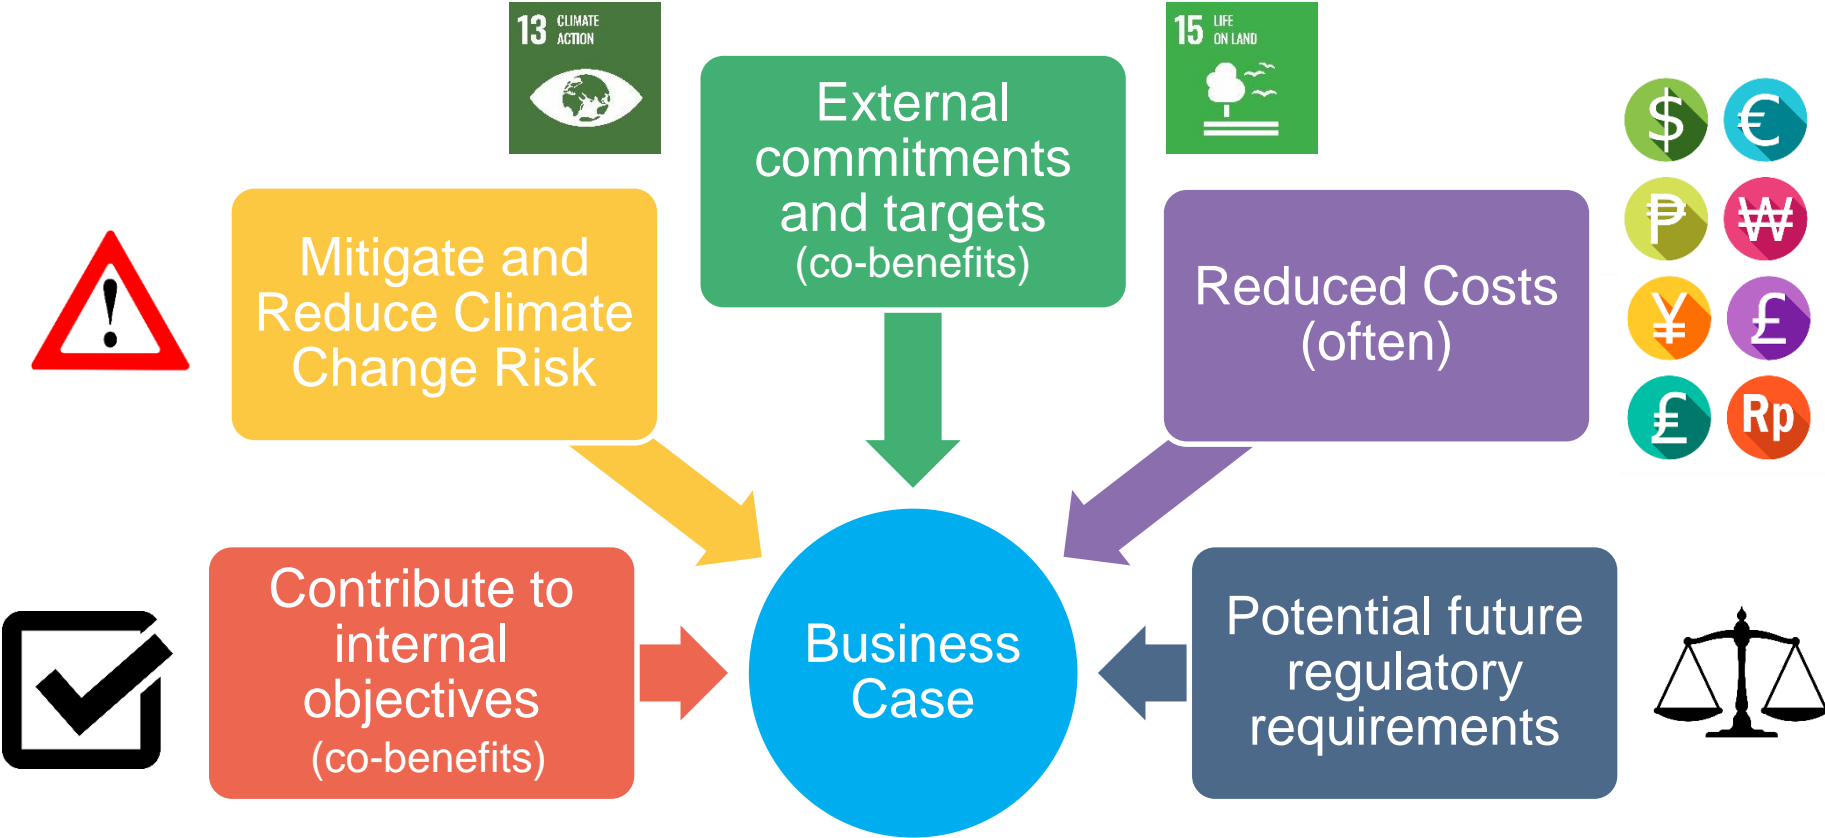 13 CLIMATE
ACTION
15 LIFE
ON LAND
External
commitments
and targets
(co-benefits)
Mitigate and
Reduce Climate
Change Risk
Reduced Costs
(often)
$ €
₱ ₩
¥ £
₤ Rp
Contribute to
internal
objectives
(co-benefits)
Business
Case
Potential future
regulatory
requirements